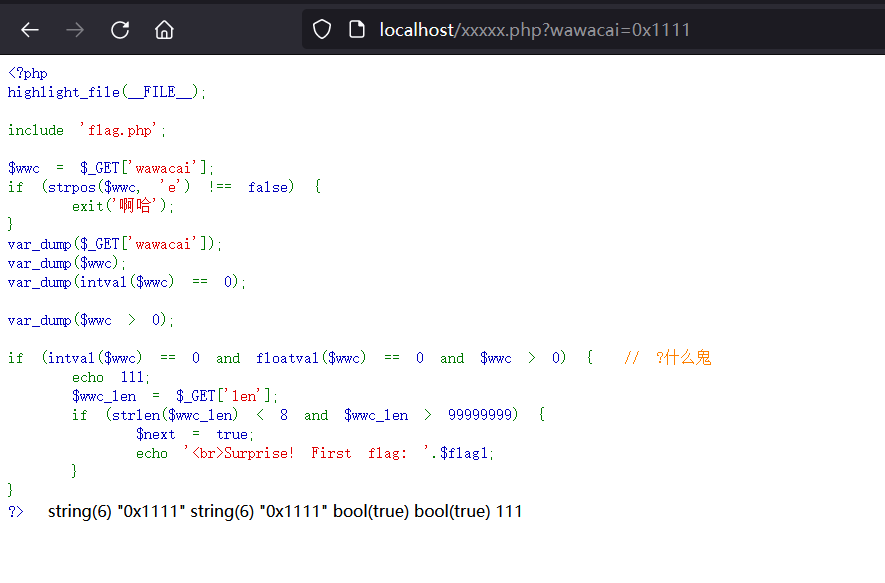 localhost/xxxxx.php?wawacai=0x1111
<?php
highlight_file(__FILE__);
include 'flag.php';
$wwc = $_GET['wawacai'];
if (strpos($wwc, 'e') !== false) {
exit('啊哈');
}
var_dump($_GET['wawacai']);
var_dump($wwc);
var_dump(intval($wwc) == 0);
var_dump($wwc > 0);
if (intval($wwc) == 0 and floatval($wwc) == 0 and $wwc > 0) { // ?什么鬼
echo 111;
$wwc_len = $_GET['len'];
if (strlen($wwc_len) < 8 and $wwc_len > 99999999) {
$next = true;
echo '<br>Surprise! First flag: '.$flag1;
}
}
?> string(6) "0x1111" string(6) "0x1111" bool(true) bool(true) 111